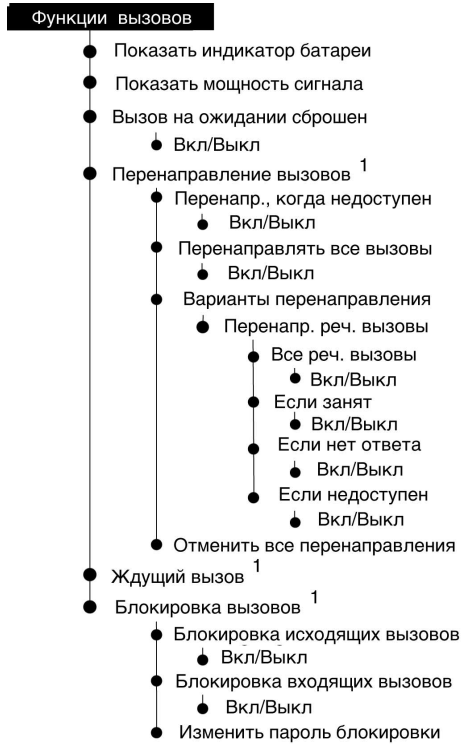 Функции вызовов
Показать индикатор батареи
Показать мощность сигнала
Вызов на ожидании сброшен
Вкл/Выкл
Перенаправление вызовов 1
Перенапр., когда недоступен
Вкл/Выкл
Перенаправлять все вызовы
Вкл/Выкл
Варианты перенаправления
Перенапр. реч. вызовы
Все реч. вызовы
Вкл/Выкл
Если занят
Вкл/Выкл
Если нет ответа
Вкл/Выкл
Если недоступен
Вкл/Выкл
Отменить все перенаправления
Ждущий вызов 1
Блокировка вызовов 1
Блокировка исходящих вызовов
Вкл/Выкл
Блокировка входящих вызовов
Вкл/Выкл
Изменить пароль блокировки